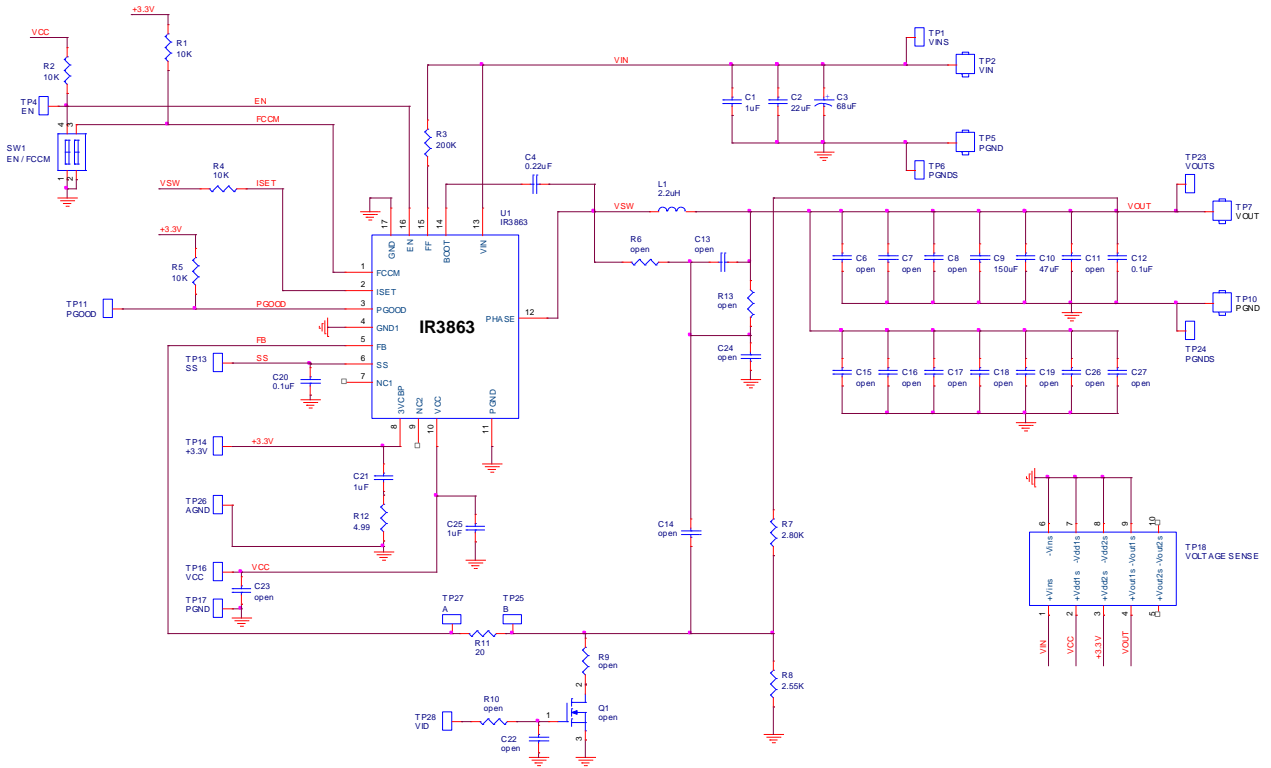 +3.3V
VCC
R1
10K
R2
10K
TP4
EN
EN
FCCM
4
3
SW1
EN / FCCM
1
2
R4
10K
VSW
ISET
+3.3V
R5
10K
TP11
PGOOD
PGOOD
FB
TP13
SS
SS
C20
0.1uF
R3
200K
VIN
C4
0.22uF
U1
IR3863
17
16
15
14
13
GND
EN
FF
BOOT
VIN
1
FCCM
2
ISET
3
PGOOD
4
GND1
5
FB
6
SS
7
NC1
PHASE
12
IR3863
3VCBP
NC2
VCC
PGND
8
9
10
11
TP1
VINS
TP2
VIN
C1
1uF
C2
22uF
+
C3
68uF
TP5
PGND
TP6
PGNDS
TP23
VOUTS
L1
2.2uH
VSW
VOUT
TP7
VOUT
R6
open
C13
open
C6
open
C7
open
C8
open
C9
150uF
C10
47uF
C11
open
C12
0.1uF
R13
open
TP10
PGND
TP24
PGNDS
C24
open
C15
open
C16
open
C17
open
C18
open
C19
open
C26
open
C27
open
TP14
+3.3V
+3.3V
C21
1uF
TP26
AGND
R12
4.99
C25
1uF
TP16
VCC
VCC
C23
open
TP17
PGND
C14
open
R7
2.80K
TP27
A
TP25
B
R11
20
R9
open
R8
2.55K
R10
open
TP28
VID
1
2
3
Q1
open
C22
open
6
7
8
9
10
-Vins
-Vdd1s
-Vdd2s
-Vout1s
-Vout2s
TP18
VOLTAGE SENSE
+Vins
+Vdd1s
+Vdd2s
+Vout1s
+Vout2s
1
2
3
4
5
VIN
VCC
+3.3V
VOUT